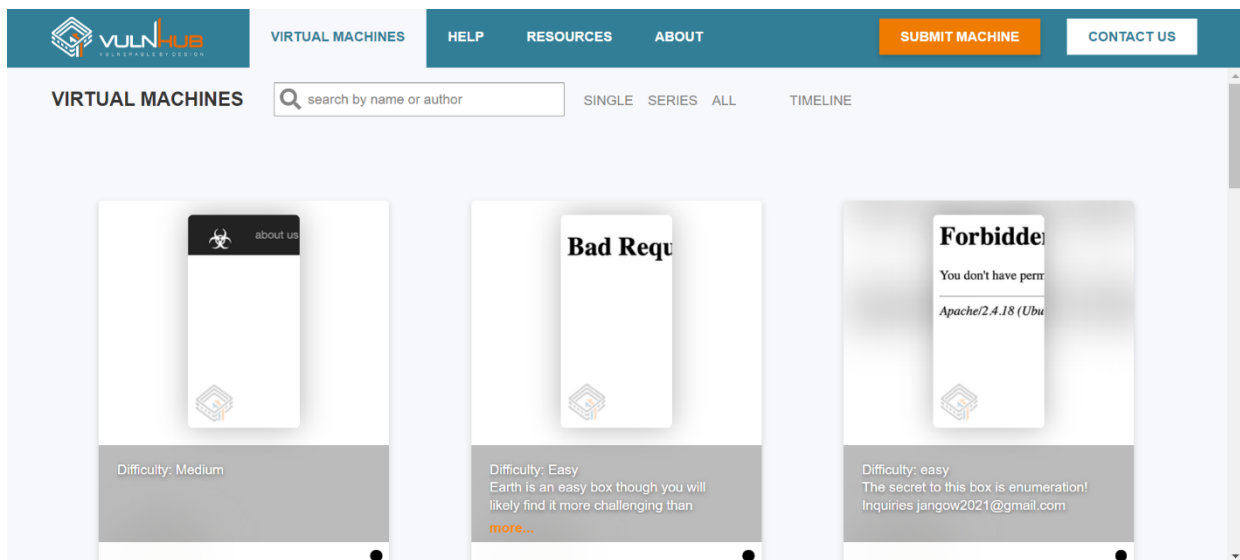 VULNHUB
VULNERABLE BY DESIGN
VIRTUAL MACHINES
HELP
RESOURCES
ABOUT
SUBMIT MACHINE
CONTACT US
VIRTUAL MACHINES
search by name or author
SINGLE
SERIES
ALL
TIMELINE
about us
Difficulty: Medium
Bad Requ
Difficulty: Easy
Earth is an easy box though you will
likely find it more challenging than
more...
Forbidde
You don't have perm
Apache/2.4.18 (Ubu
Difficulty: easy
The secret to this box is enumeration!
Inquiries jangow2021@gmail.com